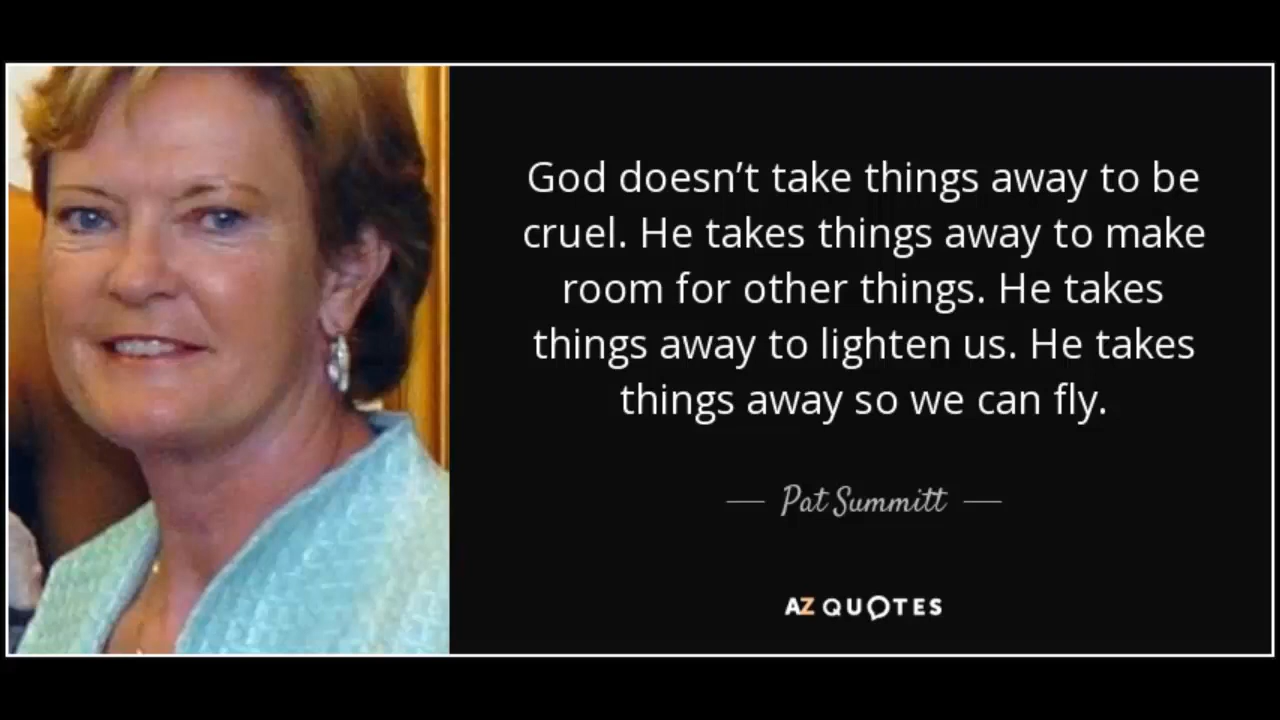 God doesn’t take things away to be
cruel. He takes things away to make
room for other things. He takes
things away to lighten us. He takes
things away so we can fly.
Pat Summitt
AZ QUOTES